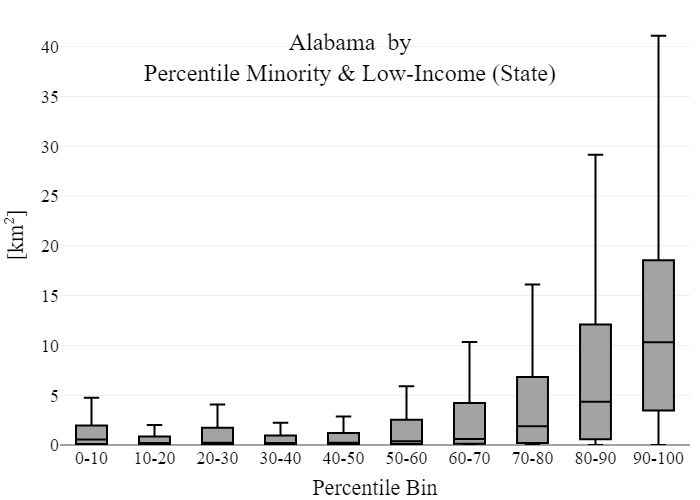 Alabama by
Percentile Minority & Low-Income (State)
[km²]
40
35
30
25
20
15
10
5
0
0-10 10-20 20-30 30-40 40-50 50-60 60-70 70-80 80-90 90-100
Percentile Bin